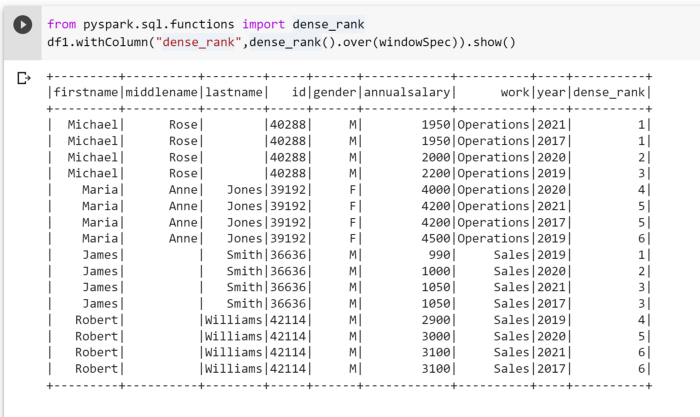 from pyspark.sql.functions import dense_rank
df1.withColumn("dense_rank",dense_rank().over(windowSpec)).show()
+---------+----------+--------+-----+------+------------+----------+----+----------+
|firstname|middlename|lastname|   id|gender|annualsalary|      work|year|dense_rank|
+---------+----------+--------+-----+------+------------+----------+----+----------+
|  Michael|      Rose|        |40288|     M|        1950|Operations|2021|         1|
|  Michael|      Rose|        |40288|     M|        1950|Operations|2017|         1|
|  Michael|      Rose|        |40288|     M|        2000|Operations|2020|         2|
|  Michael|      Rose|        |40288|     M|        2200|Operations|2019|         3|
|    Maria|      Anne|   Jones|39192|     F|        4000|Operations|2020|         4|
|    Maria|      Anne|   Jones|39192|     F|        4200|Operations|2021|         5|
|    Maria|      Anne|   Jones|39192|     F|        4200|Operations|2017|         5|
|    Maria|      Anne|   Jones|39192|     F|        4500|Operations|2019|         6|
|    James|          |   Smith|36636|     M|         990|     Sales|2019|         1|
|    James|          |   Smith|36636|     M|        1000|     Sales|2020|         2|
|    James|          |   Smith|36636|     M|        1050|     Sales|2021|         3|
|    James|          |   Smith|36636|     M|        1050|     Sales|2017|         3|
|   Robert|          |Williams|42114|     M|        2900|     Sales|2019|         4|
|   Robert|          |Williams|42114|     M|        3000|     Sales|2020|         5|
|   Robert|          |Williams|42114|     M|        3100|     Sales|2021|         6|
|   Robert|          |Williams|42114|     M|        3100|     Sales|2017|         6|
+---------+----------+--------+-----+------+------------+----------+----+----------+